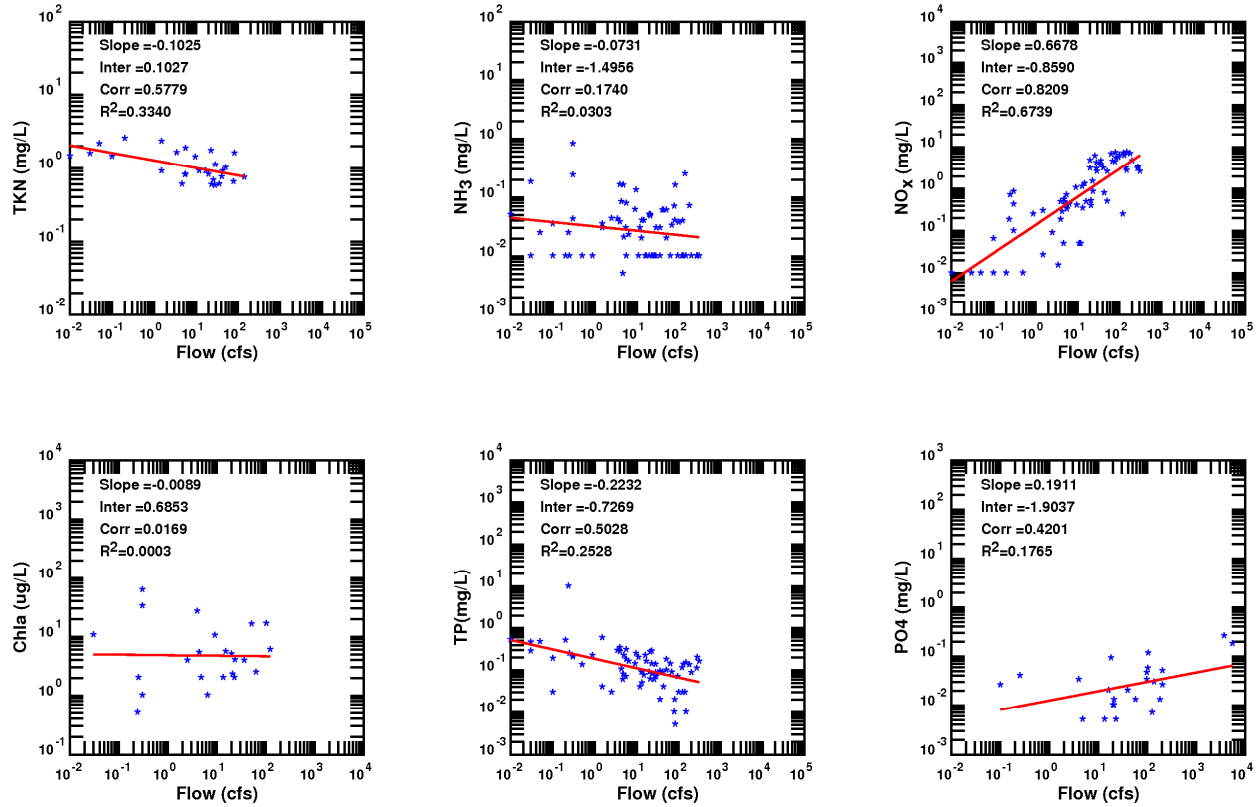 TKN (mg/L)
10^2
10^1
10^0
10^-1
10^-2
Slope =-0.1025
Inter =0.1027
Corr =0.5779
R^2=0.3340
10^-2 10^-1 10^0 10^1 10^2 10^3 10^4 10^5
Flow (cfs)
NH_3 (mg/L)
10^2
10^1
10^0
10^-1
10^-2
10^-3
Slope =-0.0731
Inter =-1.4956
Corr =0.1740
R^2=0.0303
10^-2 10^-1 10^0 10^1 10^2 10^3 10^4 10^5
Flow (cfs)
NO_x (mg/L)
10^4
10^3
10^2
10^1
10^0
10^-1
10^-2
10^-3
Slope =0.6678
Inter =-0.8590
Corr =0.8209
R^2=0.6739
10^-2 10^-1 10^0 10^1 10^2 10^3 10^4 10^5
Flow (cfs)
Chla (ug/L)
10^4
10^3
10^2
10^1
10^0
10^-1
Slope =-0.0089
Inter =0.6853
Corr =0.0169
R^2=0.0003
10^-2 10^-1 10^0 10^1 10^2 10^3 10^4
Flow (cfs)
TP(mg/L)
10^4
10^3
10^2
10^1
10^0
10^-1
10^-2
10^-3
Slope =-0.2232
Inter =-0.7269
Corr =0.5028
R^2=0.2528
10^-2 10^-1 10^0 10^1 10^2 10^3 10^4 10^5
Flow (cfs)
PO4 (mg/L)
10^3
10^2
10^1
10^0
10^-1
10^-2
10^-3
Slope =0.1911
Inter =-1.9037
Corr =0.4201
R^2=0.1765
10^-2 10^-1 10^0 10^1 10^2 10^3 10^4
Flow (cfs)